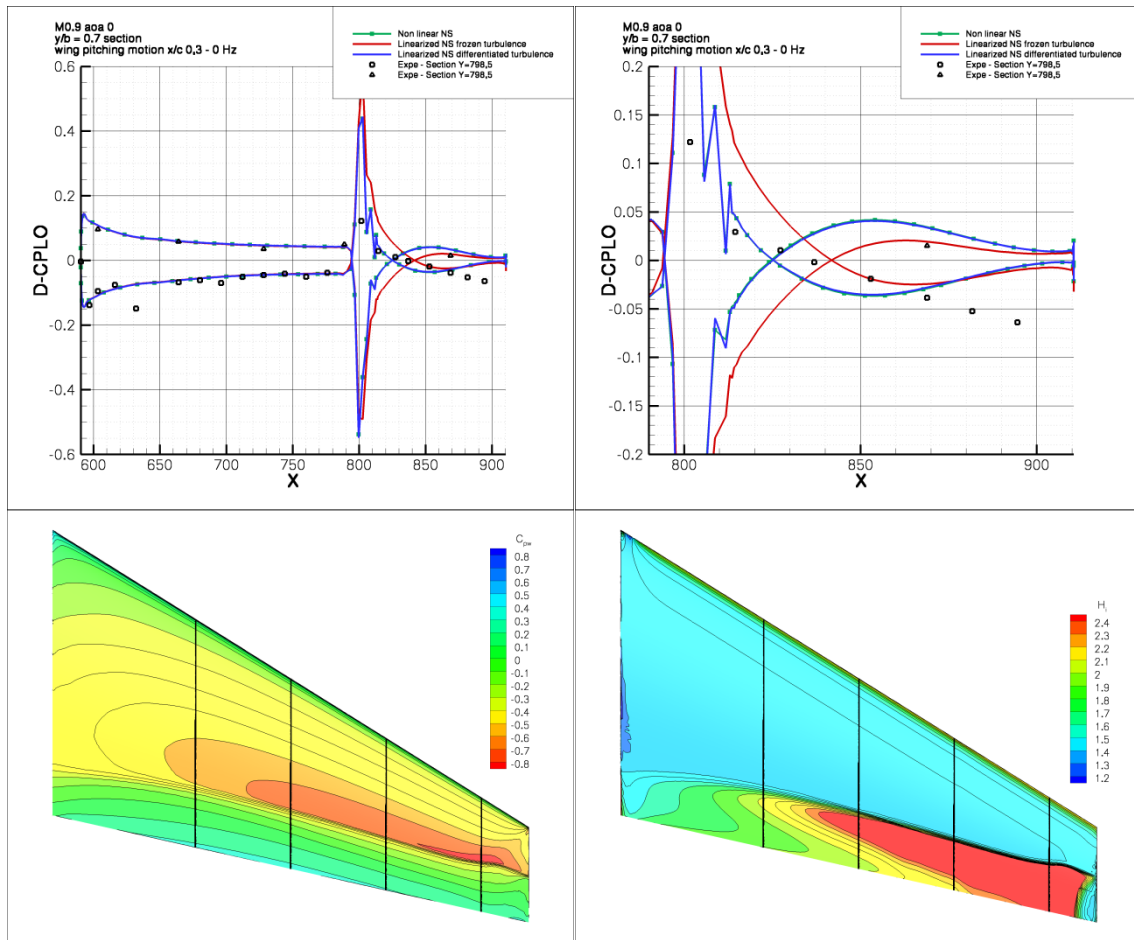 M0.9 aoa 0
y/b = 0.7 section
wing pitching motion x/c 0,3 - 0 Hz
Non linear NS
Linearized NS frozen turbulence
Linearized NS differentiated turbulence
Expe - Section Y=798,5
Expe - Section Y=798,5
0.6
0.4
0.2
0
-0.2
-0.4
-0.6
D-CPLO
600 650 700 750 800 850 900
X
M0.9 aoa 0
y/b = 0.7 section
wing pitching motion x/c 0,3 - 0 Hz
Non linear NS
Linearized NS frozen turbulence
Linearized NS differentiated turbulence
Expe - Section Y=798,5
Expe - Section Y=798,5
0.2
0.15
0.1
0.05
0
-0.05
-0.1
-0.15
-0.2
D-CPLO
800 850 900
X
Cpw
0.8
0.7
0.6
0.5
0.4
0.3
0.2
0.1
0
-0.1
-0.2
-0.3
-0.4
-0.5
-0.6
-0.7
-0.8
Hi
2.4
2.3
2.2
2.1
2
1.9
1.8
1.7
1.6
1.5
1.4
1.3
1.2